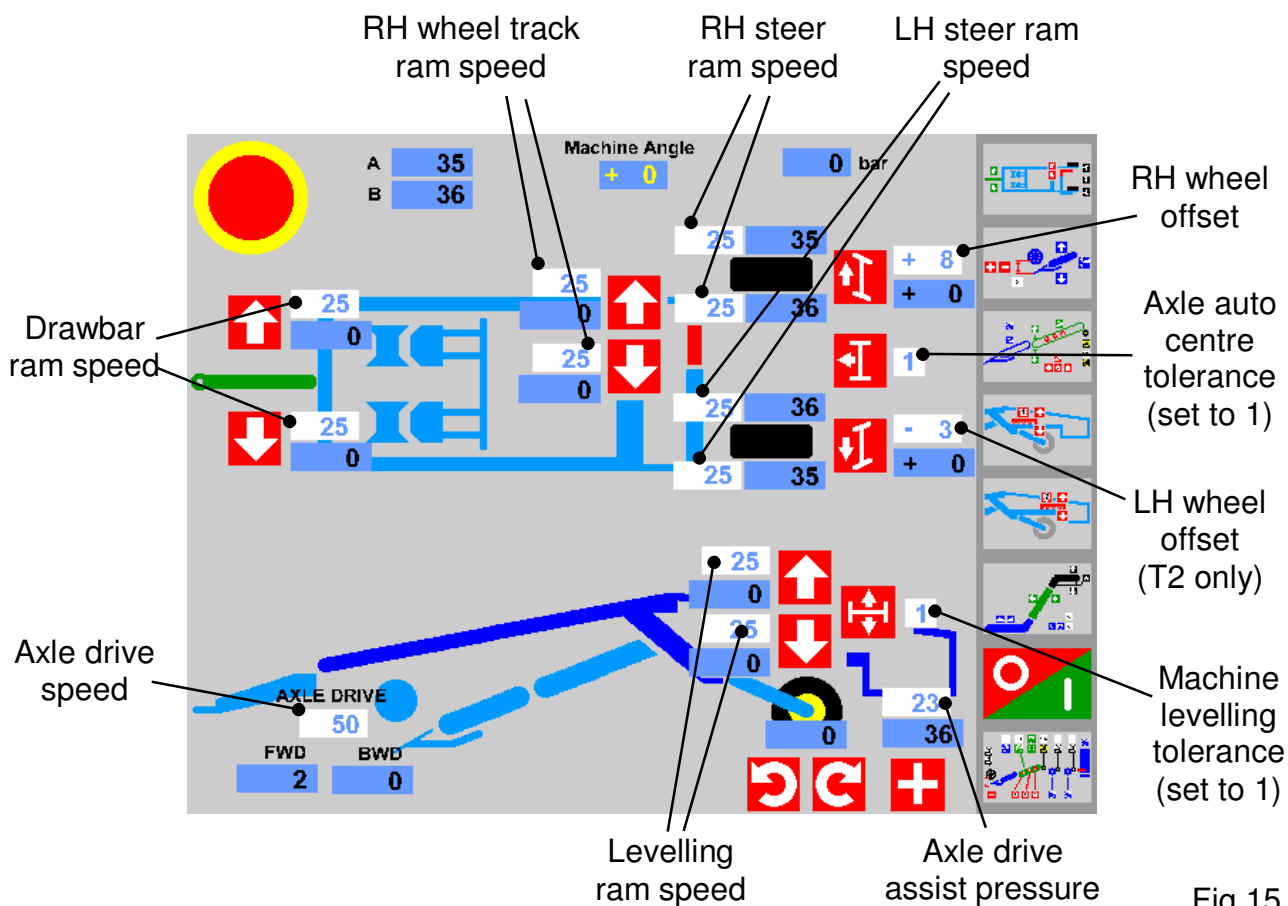 RH wheel track
ram speed
RH steer
ram speed
LH steer ram
speed
A 35
B 36
Machine Angle
+ 0
0 bar
RH wheel
offset
25 35
+ 8
25
0
25 36
+ 0
Drawbar
ram speed
25
0
25
0
1
Axle auto
centre
tolerance
(set to 1)
25 36
- 3
25
0
25 35
+ 0
LH wheel
offset
(T2 only)
25
0
1
25
0
Axle drive
speed
AXLE DRIVE
50
FWD BWD
2 0
23
0 36
Machine
levelling
tolerance
(set to 1)
Levelling
ram speed
Axle drive
assist pressure
Fig 15